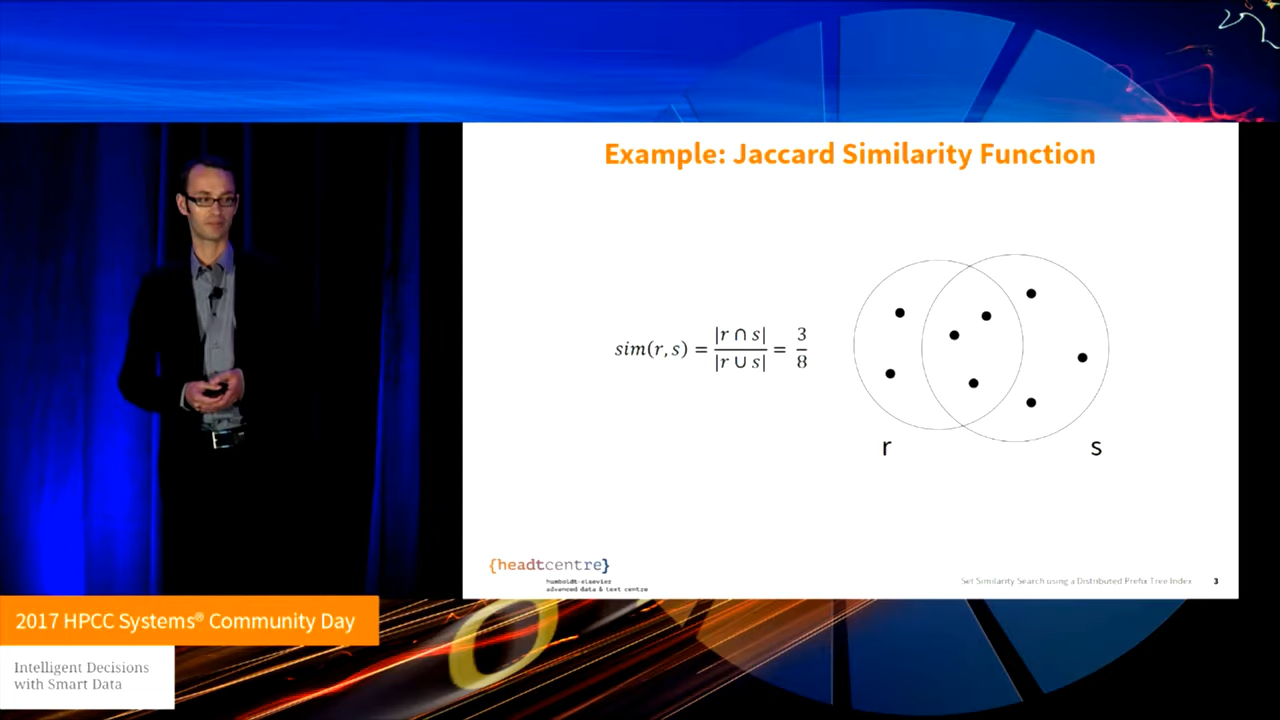 Example: Jaccard Similarity Function
sim(r, s) = |r ∩ s| / |r ∪ s| = 3 / 8
r
s
{headtcentre}
humboldt-elsevier
advanced data & text centre
Set Similarity Search using a Distributed Prefix Tree Index
3
2017 HPCC Systems® Community Day
Intelligent Decisions
with Smart Data